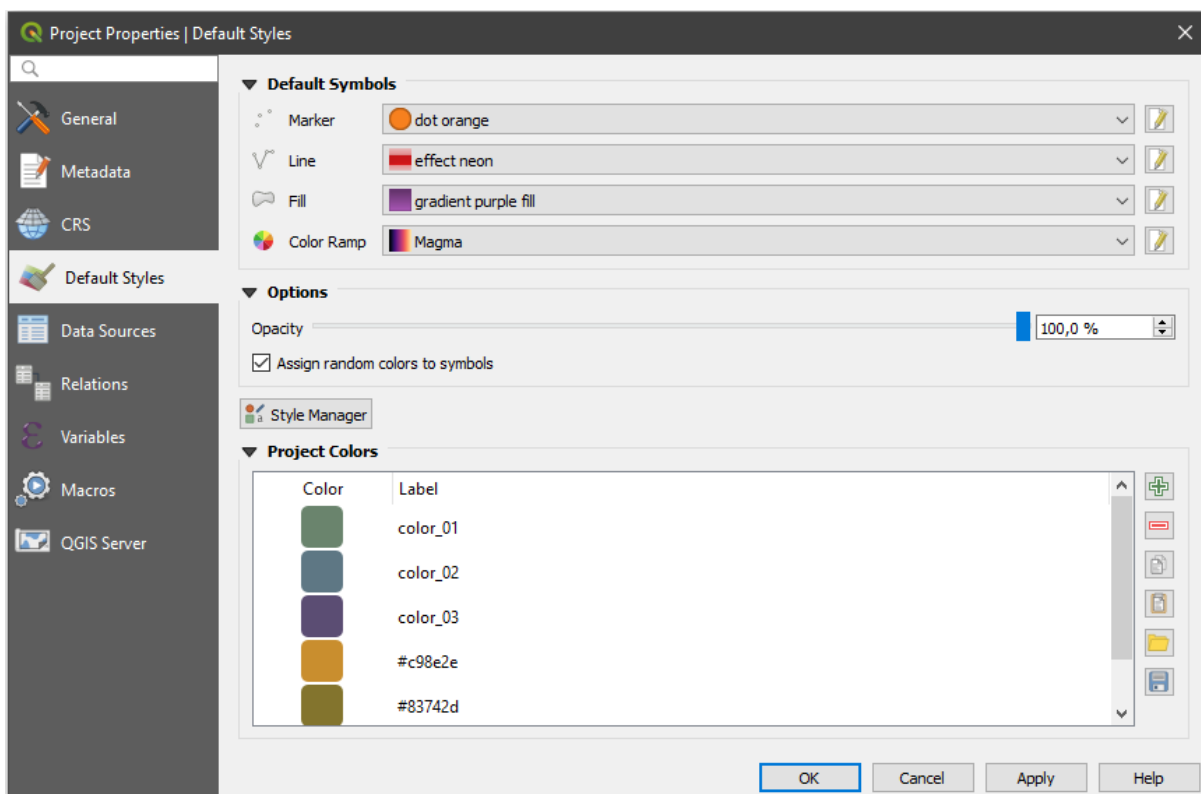 Project Properties | Default Styles
General
Metadata
CRS
Default Styles
Data Sources
Relations
Variables
Macros
QGIS Server
Default Symbols
Marker dot orange
Line effect neon
Fill gradient purple fill
Color Ramp Magma
Options
Opacity 100,0 %
Assign random colors to symbols
Style Manager
Project Colors
Color Label
color_01
color_02
color_03
#c98e2e
#83742d
OK Cancel Apply Help